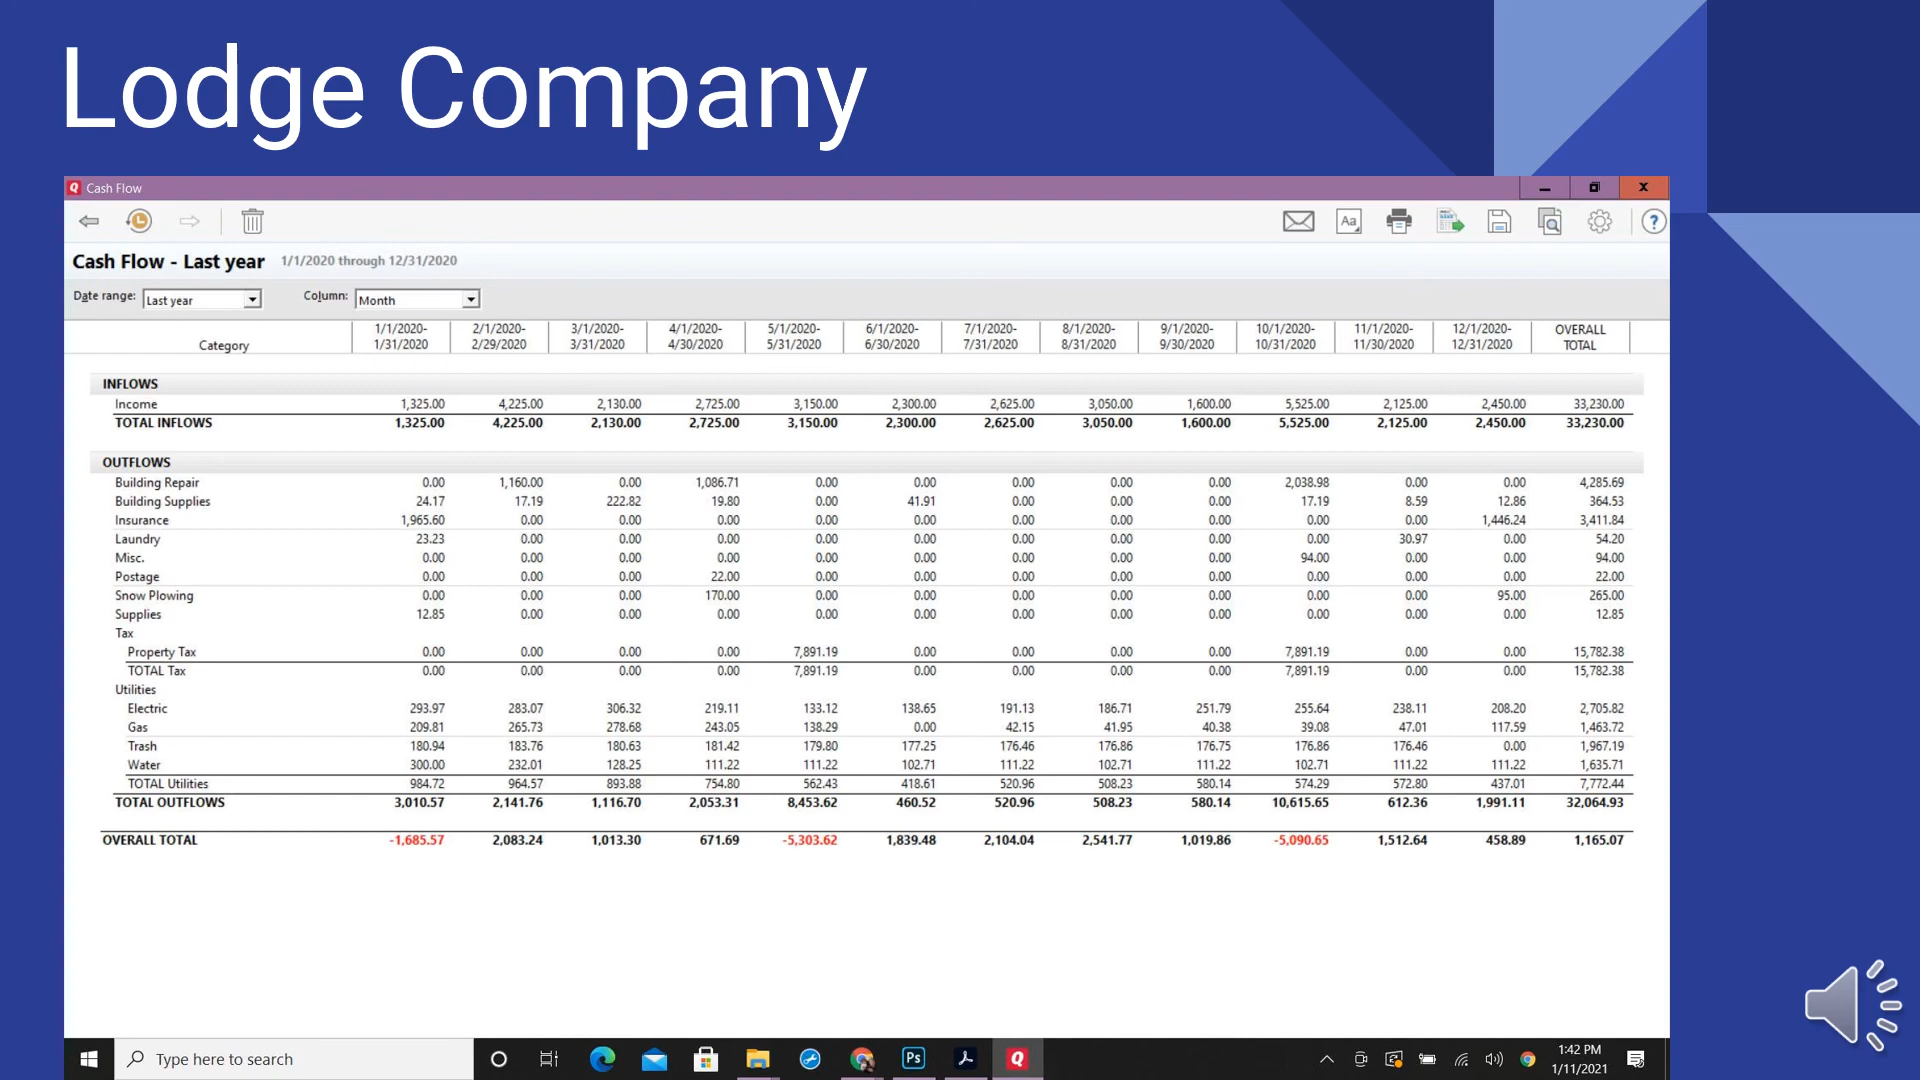 Lodge Company
Cash Flow
Cash Flow - Last year 1/1/2020 through 12/31/2020
Date range: Last year Column: Month
Category 1/1/2020- 1/31/2020 2/1/2020- 2/29/2020 3/1/2020- 3/31/2020 4/1/2020- 4/30/2020 5/1/2020- 5/31/2020 6/1/2020- 6/30/2020 7/1/2020- 7/31/2020 8/1/2020- 8/31/2020 9/1/2020- 9/30/2020 10/1/2020- 10/31/2020 11/1/2020- 11/30/2020 12/1/2020- 12/31/2020 OVERALL TOTAL
INFLOWS
Income 1,325.00 4,225.00 2,130.00 2,725.00 3,150.00 2,300.00 2,625.00 3,050.00 1,600.00 5,525.00 2,125.00 2,450.00 33,230.00
TOTAL INFLOWS 1,325.00 4,225.00 2,130.00 2,725.00 3,150.00 2,300.00 2,625.00 3,050.00 1,600.00 5,525.00 2,125.00 2,450.00 33,230.00
OUTFLOWS
Building Repair 0.00 1,160.00 0.00 1,086.71 0.00 0.00 0.00 0.00 0.00 2,038.98 0.00 0.00 4,285.69
Building Supplies 24.17 17.19 222.82 19.80 0.00 41.91 0.00 0.00 0.00 17.19 8.59 12.86 364.53
Insurance 1,965.60 0.00 0.00 0.00 0.00 0.00 0.00 0.00 0.00 0.00 0.00 1,446.24 3,411.84
Laundry 23.23 0.00 0.00 0.00 0.00 0.00 0.00 0.00 0.00 0.00 30.97 0.00 54.20
Misc. 0.00 0.00 0.00 0.00 0.00 0.00 0.00 0.00 0.00 94.00 0.00 0.00 94.00
Postage 0.00 0.00 0.00 22.00 0.00 0.00 0.00 0.00 0.00 0.00 0.00 0.00 22.00
Snow Plowing 0.00 0.00 0.00 170.00 0.00 0.00 0.00 0.00 0.00 0.00 0.00 95.00 265.00
Supplies 12.85 0.00 0.00 0.00 0.00 0.00 0.00 0.00 0.00 0.00 0.00 0.00 12.85
Tax
Property Tax 0.00 0.00 0.00 0.00 7,891.19 0.00 0.00 0.00 0.00 7,891.19 0.00 0.00 15,782.38
TOTAL Tax 0.00 0.00 0.00 0.00 7,891.19 0.00 0.00 0.00 0.00 7,891.19 0.00 0.00 15,782.38
Utilities
Electric 293.97 283.07 306.32 219.11 133.12 138.65 191.13 186.71 251.79 255.64 238.11 208.20 2,705.82
Gas 209.81 265.73 278.68 243.05 138.29 0.00 42.15 41.95 40.38 39.08 47.01 117.59 1,463.72
Trash 180.94 183.76 180.63 181.42 179.80 177.25 176.46 176.86 176.75 176.86 176.46 0.00 1,967.19
Water 300.00 232.01 128.25 111.22 111.22 102.71 111.22 102.71 111.22 102.71 111.22 111.22 1,635.71
TOTAL Utilities 984.72 964.57 893.88 754.80 562.43 418.61 520.96 508.23 580.14 574.29 572.80 437.01 7,772.44
TOTAL OUTFLOWS 3,010.57 2,141.76 1,116.70 2,053.31 8,453.62 460.52 520.96 508.23 580.14 10,615.65 612.36 1,991.11 32,064.93
OVERALL TOTAL -1,685.57 2,083.24 1,013.30 671.69 -5,303.62 1,839.48 2,104.04 2,541.77 1,019.86 -5,090.65 1,512.64 458.89 1,165.07
Type here to search
Ps
1:42 PM
1/11/2021